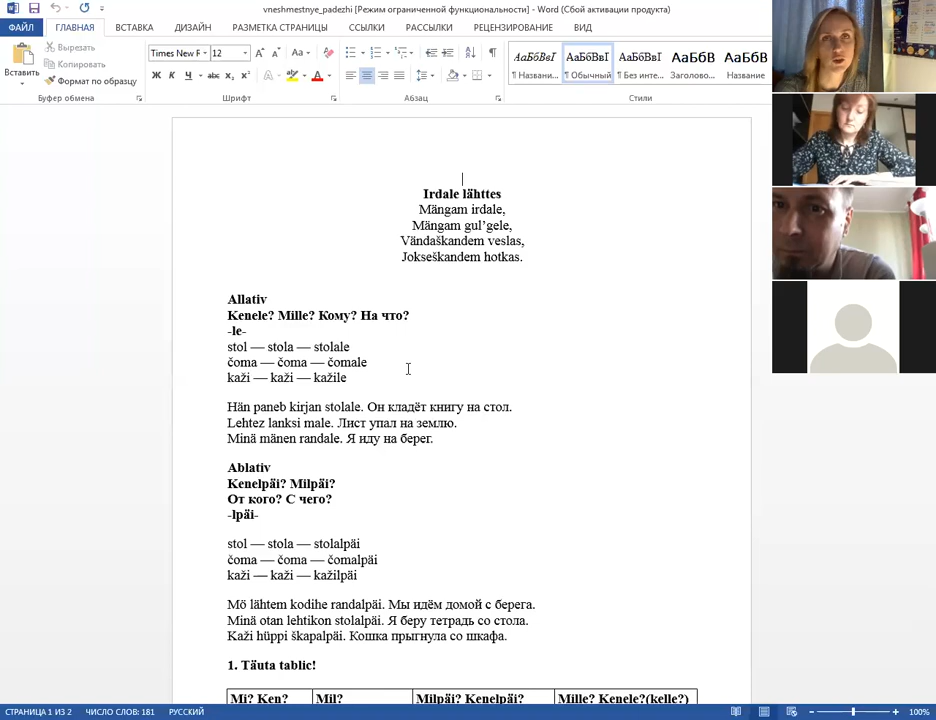 vneshmestnye_padezhi [Режим ограниченной функциональности] - Word (Сбой активации продукта)
ФАЙЛ ГЛАВНАЯ ВСТАВКА ДИЗАЙН РАЗМЕТКА СТРАНИЦЫ ССЫЛКИ РАССЫЛКИ РЕЦЕНЗИРОВАНИЕ ВИД
Вставить
Вырезать
Копировать
Формат по образцу
Буфер обмена
Times New F 12
Шрифт
Абзац
АаБбВвІ АаБбВвІ АаБбВвІ АаБбВ АаБбВ
¶ Названи... ¶ Обычный ¶ Без инте... Заголово... Название
Стили
Irdale lähttes
Mängam irdale,
Mängam gul’gele,
Vändaškandem veslas,
Jokseškandem hotkas.
Allativ
Kenele? Mille? Кому? На что?
-le-
stol — stola — stolale
čoma — čoma — čomale
kaži — kaži — kažile
Hän paneb kirjan stolale. Он кладёт книгу на стол.
Lehtez lanksi male. Лист упал на землю.
Minä mänen randale. Я иду на берег.
Ablativ
Kenelpäi? Milpäi?
От кого? С чего?
-lpäi-
stol — stola — stolalpäi
čoma — čoma — čomalpäi
kaži — kaži — kažilpäi
Mö lähtem kodihe randalpäi. Мы идём домой с берега.
Minä otan lehtikon stolalpäi. Я беру тетрадь со стола.
Kaži hüppi škapalpäi. Кошка прыгнула со шкафа.
1. Täuta tablic!
Mi? Ken? Mil? Milpäi? Kenelpäi? Mille? Kenele?(kelle?)
СТРАНИЦА 1 ИЗ 2 ЧИСЛО СЛОВ: 181 РУССКИЙ 100%